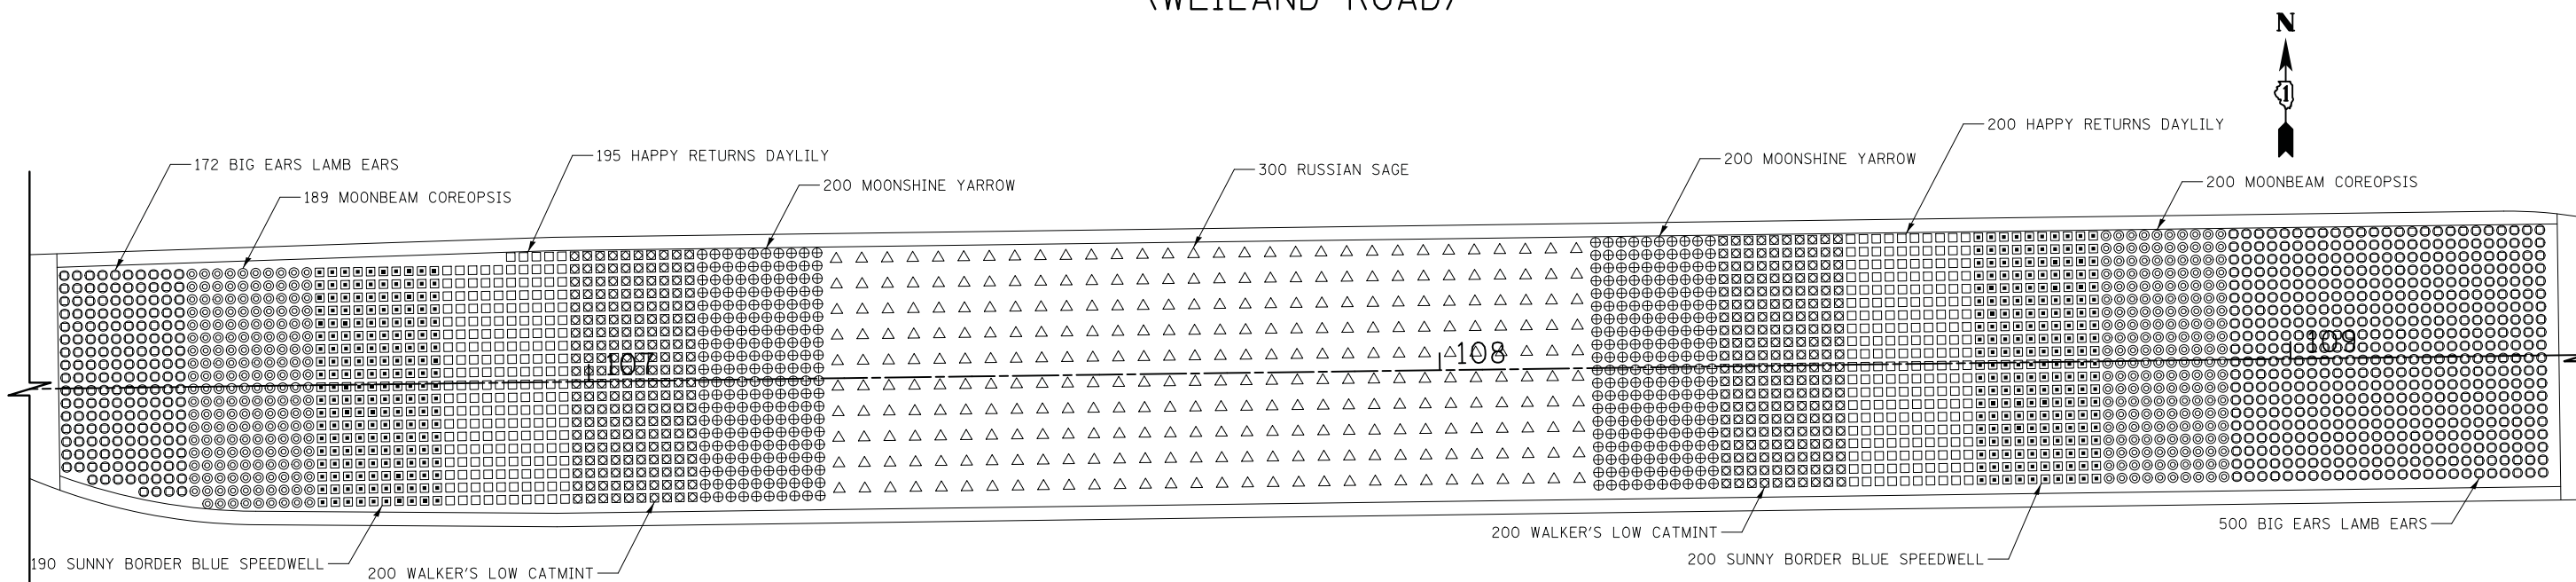 (WEILAND ROAD)
N
1
200 HAPPY RETURNS DAYLILY
195 HAPPY RETURNS DAYLILY
200 MOONSHINE YARROW
172 BIG EARS LAMB EARS
300 RUSSIAN SAGE
200 MOONBEAM COREOPSIS
200 MOONSHINE YARROW
189 MOONBEAM COREOPSIS
109
108
107
500 BIG EARS LAMB EARS
200 WALKER'S LOW CATMINT
200 SUNNY BORDER BLUE SPEEDWELL
190 SUNNY BORDER BLUE SPEEDWELL
200 WALKER'S LOW CATMINT